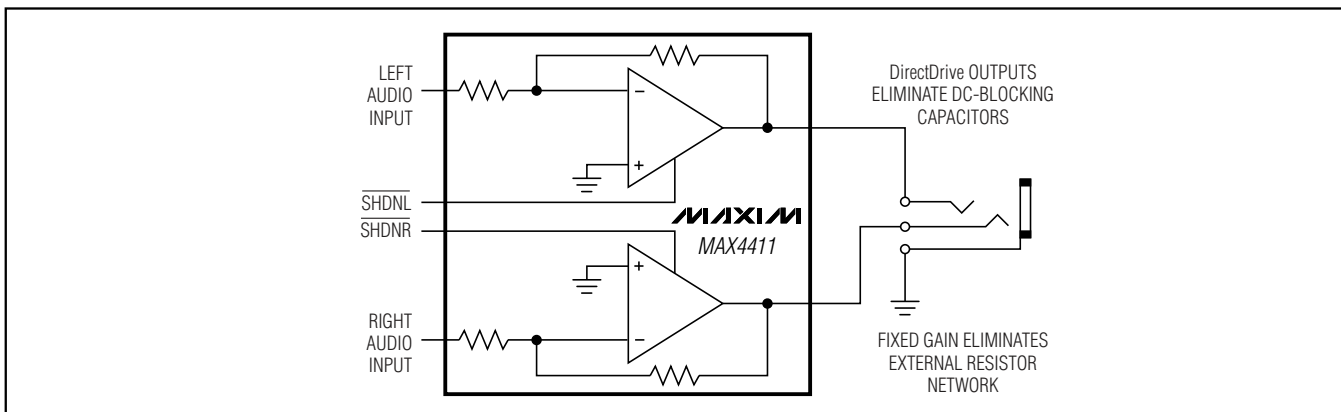 LEFT
AUDIO
INPUT
SHDNL
SHDNR
RIGHT
AUDIO
INPUT
−
+
MAXIM
MAX4411
+
−
DirectDrive OUTPUTS
ELIMINATE DC-BLOCKING
CAPACITORS
FIXED GAIN ELIMINATES
EXTERNAL RESISTOR
NETWORK